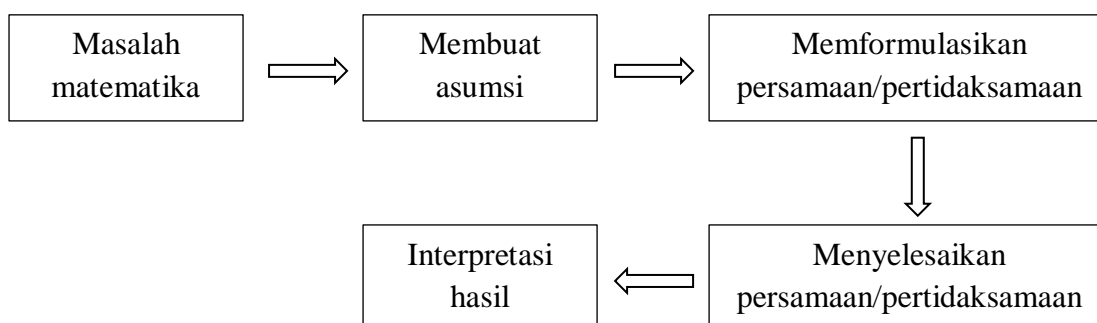 Masalah
matematika
Membuat
asumsi
Memformulasikan
persamaan/pertidaksamaan
Menyelesaikan
persamaan/pertidaksamaan
Interpretasi
hasil